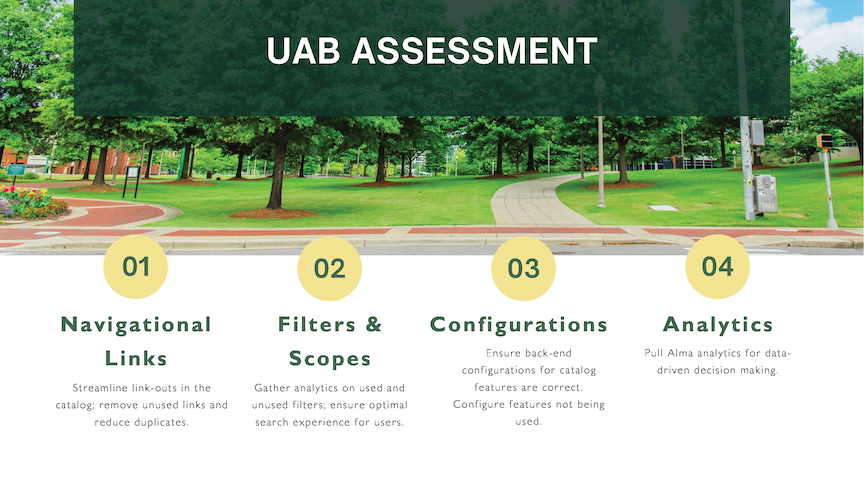 UAB ASSESSMENT
01
Navigational
Links
Streamline link-outs in the
catalog; remove unused links and
reduce duplicates.
02
Filters &
Scopes
Gather analytics on used and
unused filters; ensure optimal
search experience for users.
03
Configurations
Ensure back-end
configurations for catalog
features are correct.
Configure features not being
used.
04
Analytics
Pull Alma analytics for data-
driven decision making.